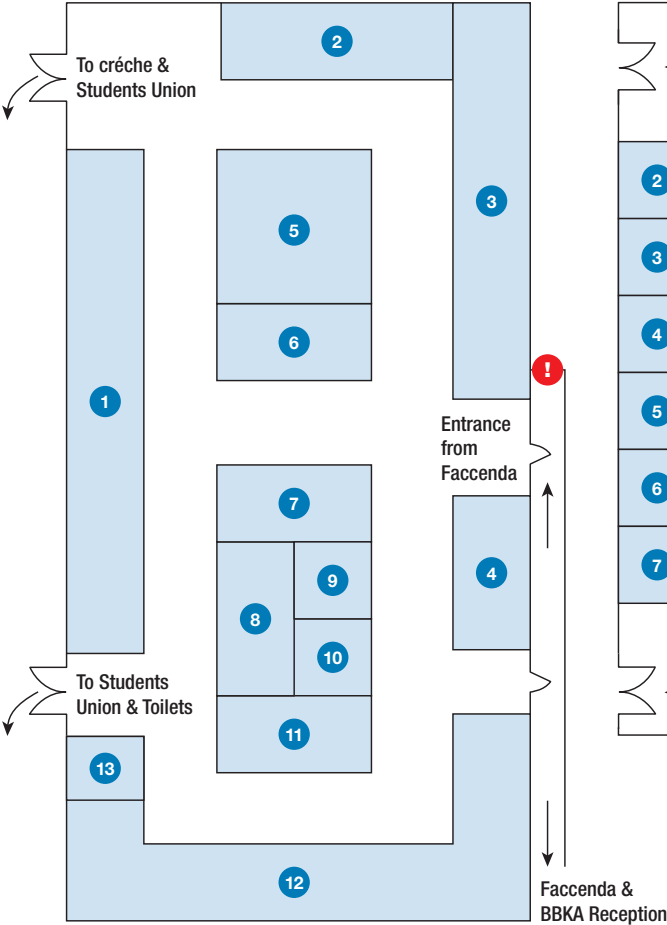 2
To créche &
Students Union
2
3
5
3
4
6
!
1
5
Entrance
from
Faccenda
6
7
7
9
4
8
10
To Students
Union & Toilets
11
13
12
Faccenda &
BBKA Reception